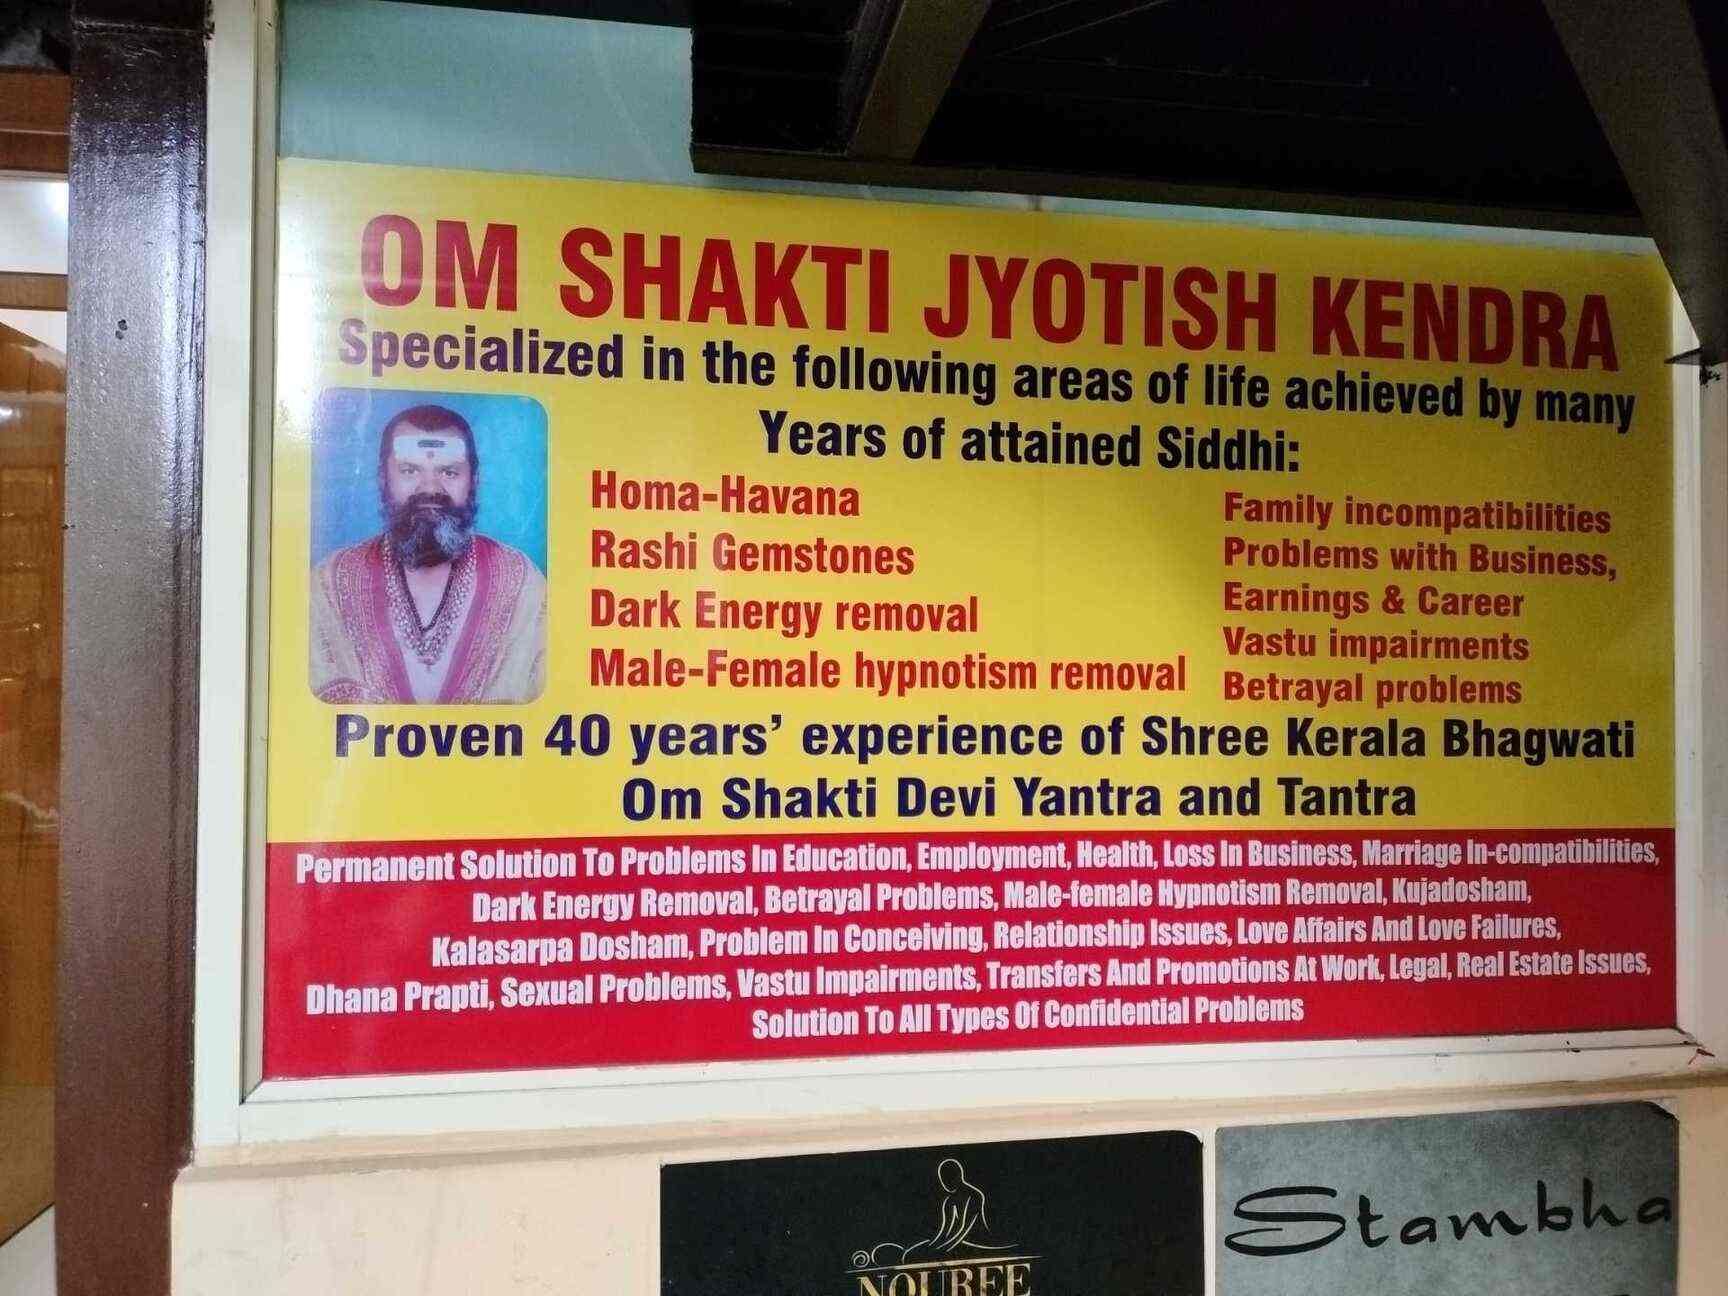 OM SHAKTI JYOTISH KENDRA
Specialized in the following areas of life achieved by many
Years of attained Siddhi:
Homa-Havana
Rashi Gemstones
Dark Energy removal
Male-Female hypnotism removal
Family incompatibilities
Problems with Business,
Earnings & Career
Vastu impairments
Betrayal problems
Proven 40 years' experience of Shree Kerala Bhagwati
Om Shakti Devi Yantra and Tantra
Permanent Solution To Problems In Education, Employment, Health, Loss In Business, Marriage In-compatibilities,
Dark Energy Removal, Betrayal Problems, Male-female Hypnotism Removal, Kujadosham,
Kalasarpa Dosham, Problem In Conceiving, Relationship Issues, Love Affairs And Love Failures,
Dhana Prapti, Sexual Problems, Vastu Impairments, Transfers And Promotions At Work, Legal, Real Estate Issues,
Solution To All Types Of Confidential Problems
NOUREE
Stambha